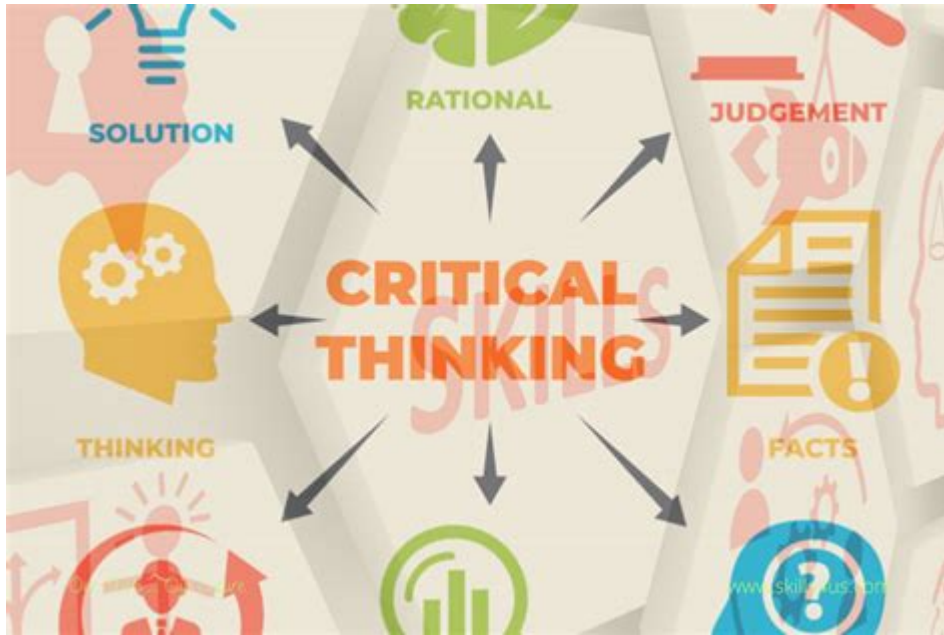 RATIONAL
JUDGEMENT
SOLUTION
CRITICAL
THINKING
SKILLS
THINKING
FACTS
?